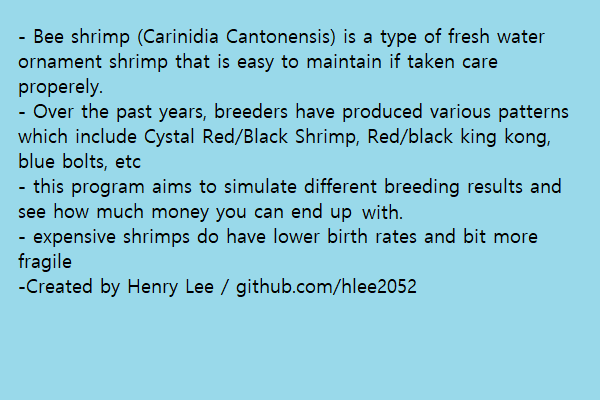 - Bee shrimp (Carinidia Cantonensis) is a type of fresh water
ornament shrimp that is easy to maintain if taken care
properely.
- Over the past years, breeders have produced various patterns
which include Cystal Red/Black Shrimp, Red/black king kong,
blue bolts, etc
- this program aims to simulate different breeding results and
see how much money you can end up with.
- expensive shrimps do have lower birth rates and bit more
fragile
-Created by Henry Lee / github.com/hlee2052